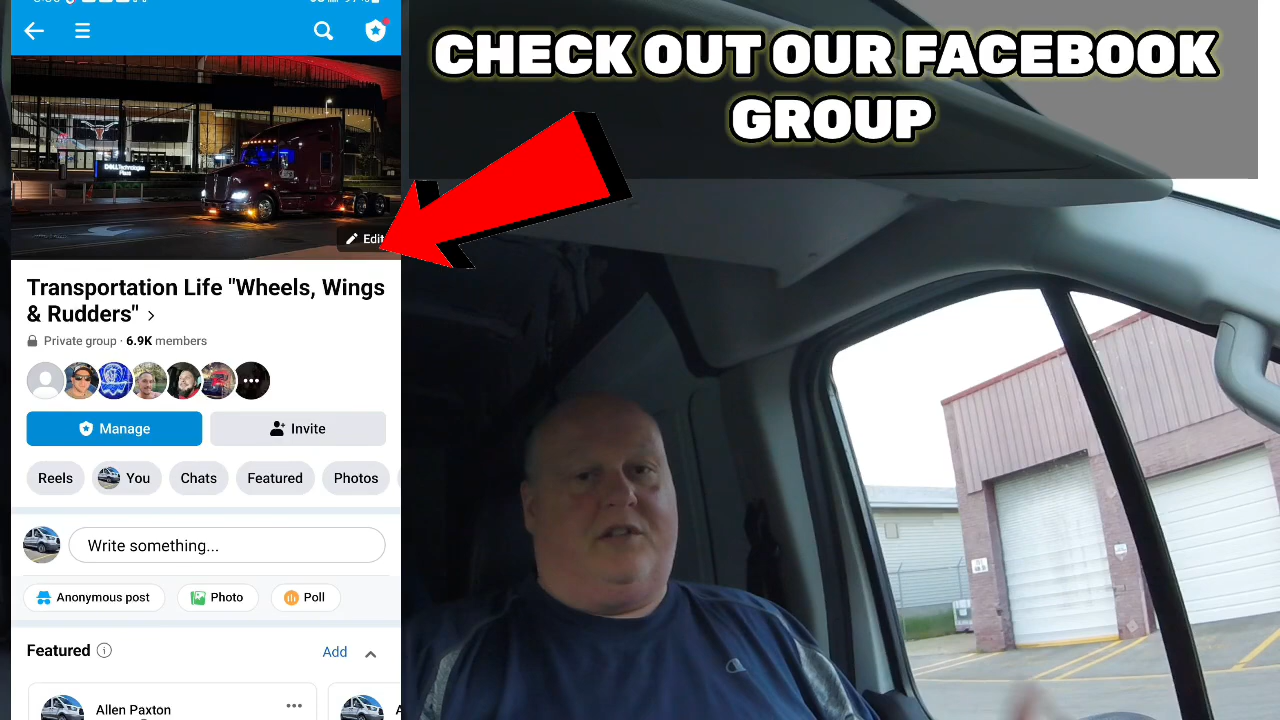 CHECK OUT OUR FACEBOOK
GROUP
Edit
Transportation Life "Wheels, Wings
& Rudders"
Private group · 6.9K members
Manage
Invite
Reels
You
Chats
Featured
Photos
Write something...
Anonymous post
Photo
Poll
Featured
Add
Allen Paxton